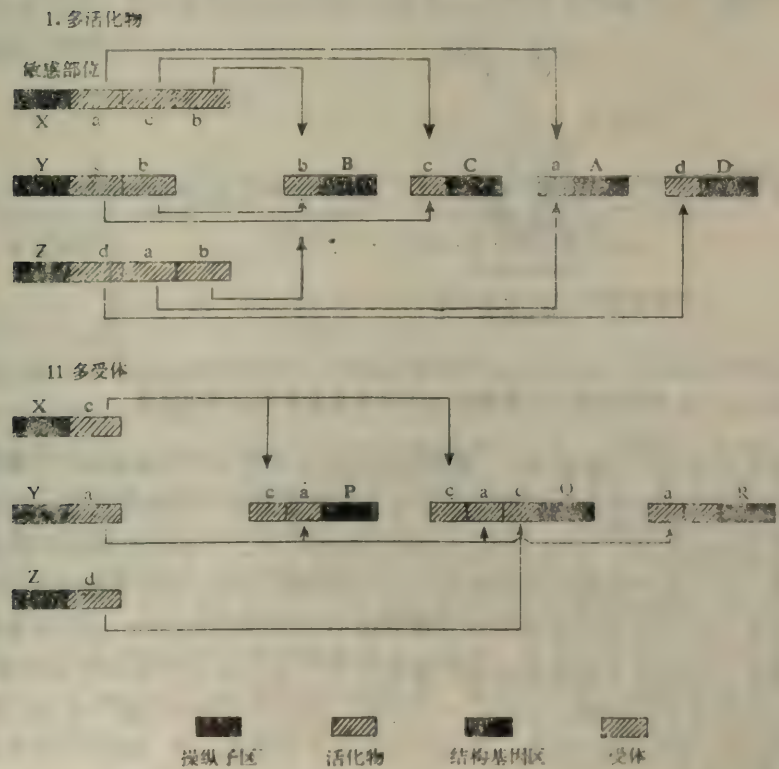 1. 多活化物
敏感部位
X a c b
Y c b b B c C a A d D
Z d a b
11 多受体
X c
Y a c a P c a d Q a R
Z d
操纵子区 活化物 结构基因区 受体